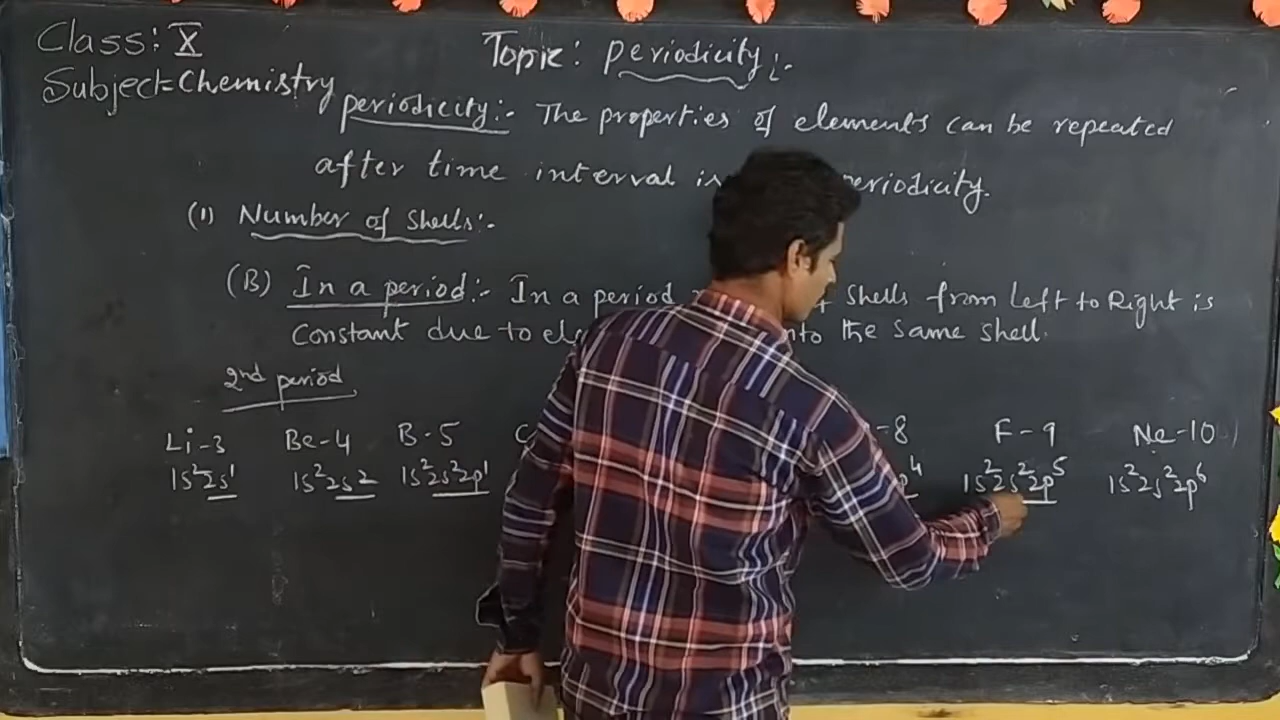 Class: X
Topic: periodicity:-
Subject:Chemistry
periodicity:- The properties of elements can be repeated
after time interval is periodicity.
(1) Number of shells:-
(B) In a period:- In a period shells from Left to Right is
Constant due to the same shell.
2nd period
Li-3 Be-4 B-5 C -8 F-9 Ne-10
1s²2s¹ 1s²2s² 1s²2s²2p¹ p⁴ 1s²2s²2p⁵ 1s²2s²2p⁶